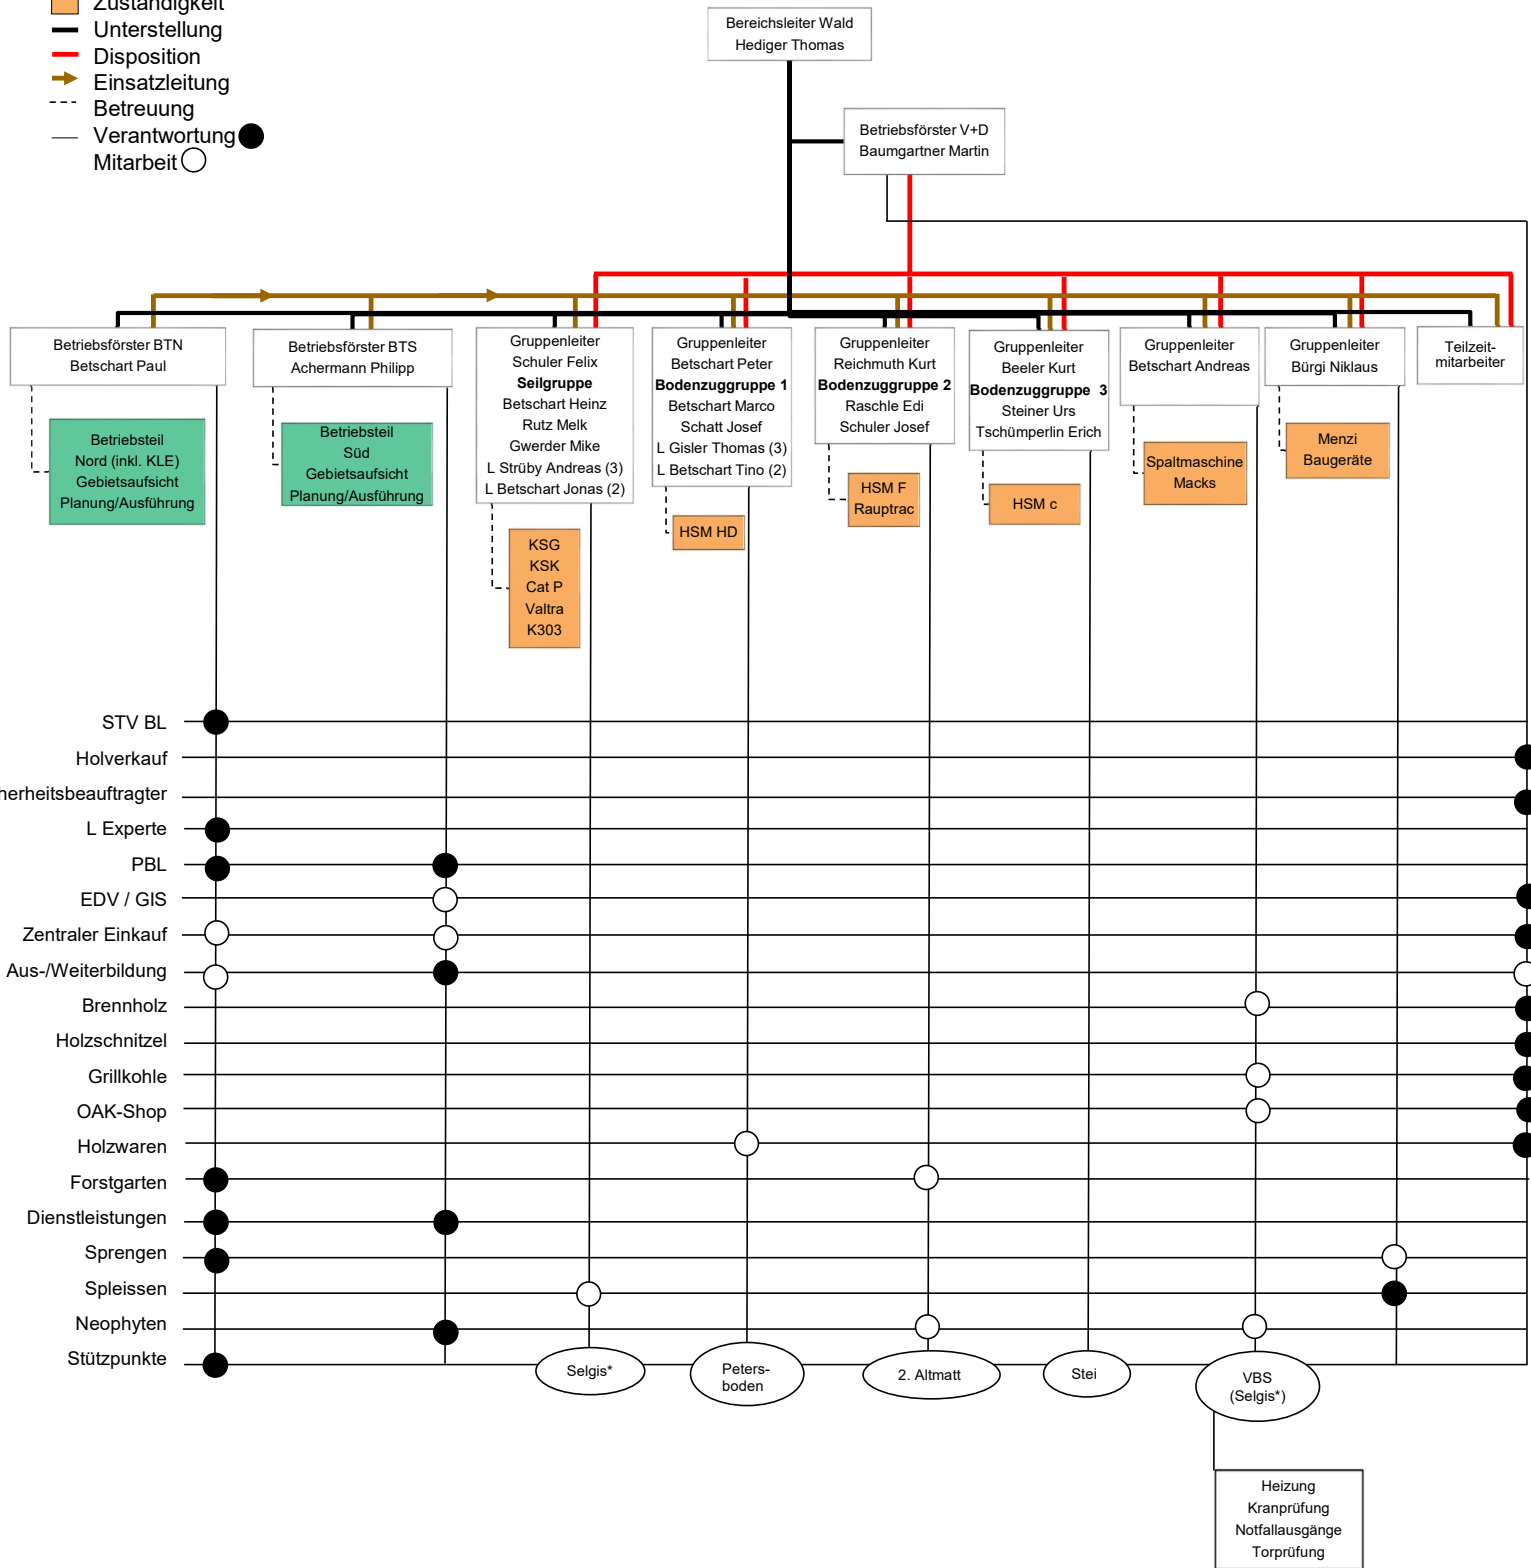 Zuständigkeit
Unterstellung
Disposition
Einsatzleitung
Betreuung
Verantwortung
Mitarbeit
Bereichsleiter Wald
Hediger Thomas
Betriebsförster V+D
Baumgartner Martin
Betriebsförster BTN
Betschart Paul
Betriebsteil
Nord (inkl. KLE)
Gebietsaufsicht
Planung/Ausführung
Betriebsförster BTS
Achermann Philipp
Betriebsteil
Süd
Gebietsaufsicht
Planung/Ausführung
Gruppenleiter
Schuler Felix
Seilgruppe
Betschart Heinz
Rutz Melk
Gwerder Mike
L Strüby Andreas (3)
L Betschart Jonas (2)
KSG
KSK
Cat P
Valtra
K303
Gruppenleiter
Betschart Peter
Bodenzuggruppe 1
Betschart Marco
Schatt Josef
L Gisler Thomas (3)
L Betschart Tino (2)
HSM HD
Gruppenleiter
Reichmuth Kurt
Bodenzuggruppe 2
Raschle Edi
Schuler Josef
HSM F
Rauptrac
Gruppenleiter
Beeler Kurt
Bodenzuggruppe 3
Steiner Urs
Tschümperlin Erich
HSM c
Gruppenleiter
Betschart Andreas
Spaltmaschine
Macks
Gruppenleiter
Bürgi Niklaus
Menzi
Baugeräte
Teilzeit-
mitarbeiter
STV BL
Holverkauf
herheitsbeauftragter
L Experte
PBL
EDV / GIS
Zentraler Einkauf
Aus-/Weiterbildung
Brennholz
Holzschnitzel
Grillkohle
OAK-Shop
Holzwaren
Forstgarten
Dienstleistungen
Sprengen
Spleissen
Neophyten
Stützpunkte
Selgis*
Peters-
boden
2. Altmatt
Stei
VBS
(Selgis*)
Heizung
Kranprüfung
Notfallausgänge
Torprüfung